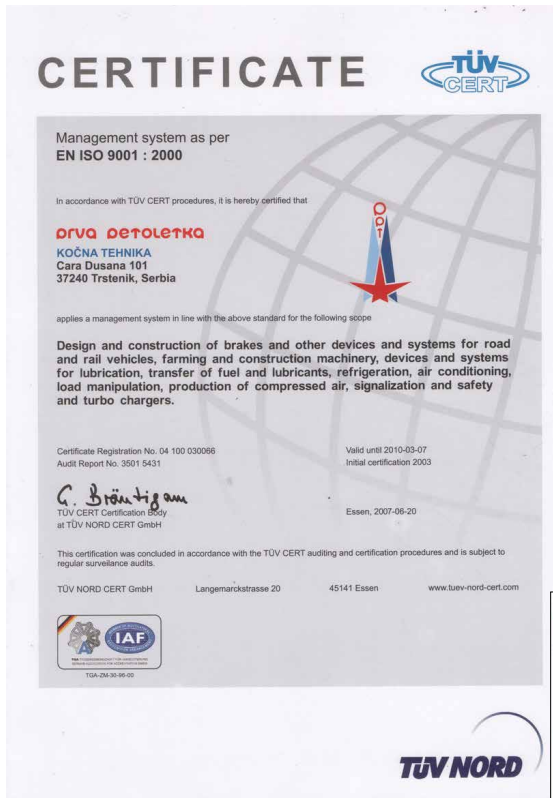 CERTIFICATE
TÜV
CERT
Management system as per
EN ISO 9001 : 2000
In accordance with TÜV CERT procedures, it is hereby certified that
prva petoletka
ppt
KOČNA TEHNIKA
Cara Dusana 101
37240 Trstenik, Serbia
applies a management system in line with the above standard for the following scope
Design and construction of brakes and other devices and systems for road
and rail vehicles, farming and construction machinery, devices and systems
for lubrication, transfer of fuel and lubricants, refrigeration, air conditioning,
load manipulation, production of compressed air, signalization and safety
and turbo chargers.
Certificate Registration No. 04 100 030066
Valid until 2010-03-07
Audit Report No. 3501 5431
Initial certification 2003
G. Bräutigam
TÜV CERT Certification Body
at TÜV NORD CERT GmbH
Essen, 2007-06-20
This certification was concluded in accordance with the TÜV CERT auditing and certification procedures and is subject to
regular surveilance audits.
TÜV NORD CERT GmbH
Langemarckstrasse 20
45141 Essen
www.tuev-nord-cert.com
IAF
TGA-ZM-30-96-00
TÜV NORD